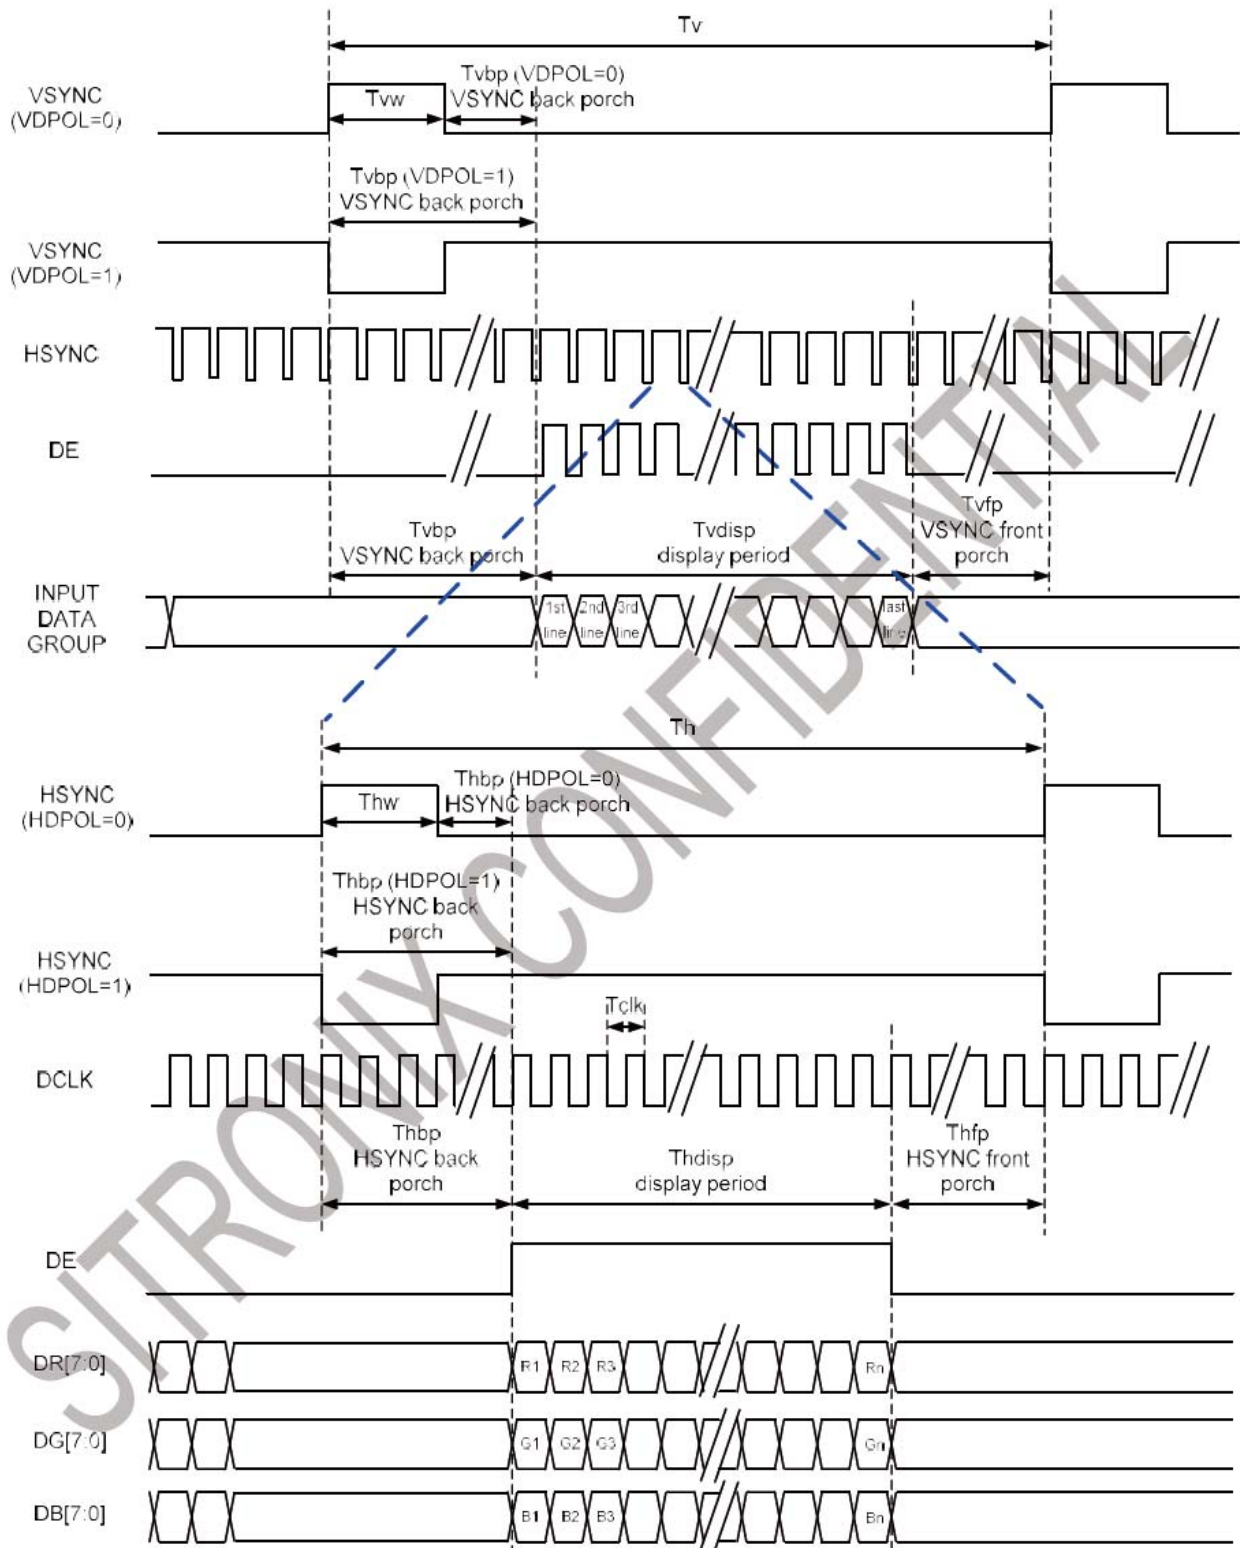 Tv
VSYNC
(VDPOL=0)
Tvw
Tvbp (VDPOL=0)
VSYNC back porch
Tvbp (VDPOL=1)
VSYNC back porch
VSYNC
(VDPOL=1)
HSYNC
DE
Tvbp
VSYNC back porch
Tvdisp
display period
Tvfp
VSYNC front
porch
INPUT
DATA
GROUP
1st
line
2nd
line
3rd
line
last
line
Th
HSYNC
(HDPOL=0)
Thw
Thbp (HDPOL=0)
HSYNC back porch
Thbp (HDPOL=1)
HSYNC back
porch
HSYNC
(HDPOL=1)
Tclk
DCLK
Thbp
HSYNC back
porch
Thdisp
display period
Thfp
HSYNC front
porch
DE
DR[7:0]
R1 R2 R3 Rn
DG[7:0]
G1 G2 G3 Gn
DB[7:0]
B1 B2 B3 Bn
SITRONIX CONFIDENTIAL